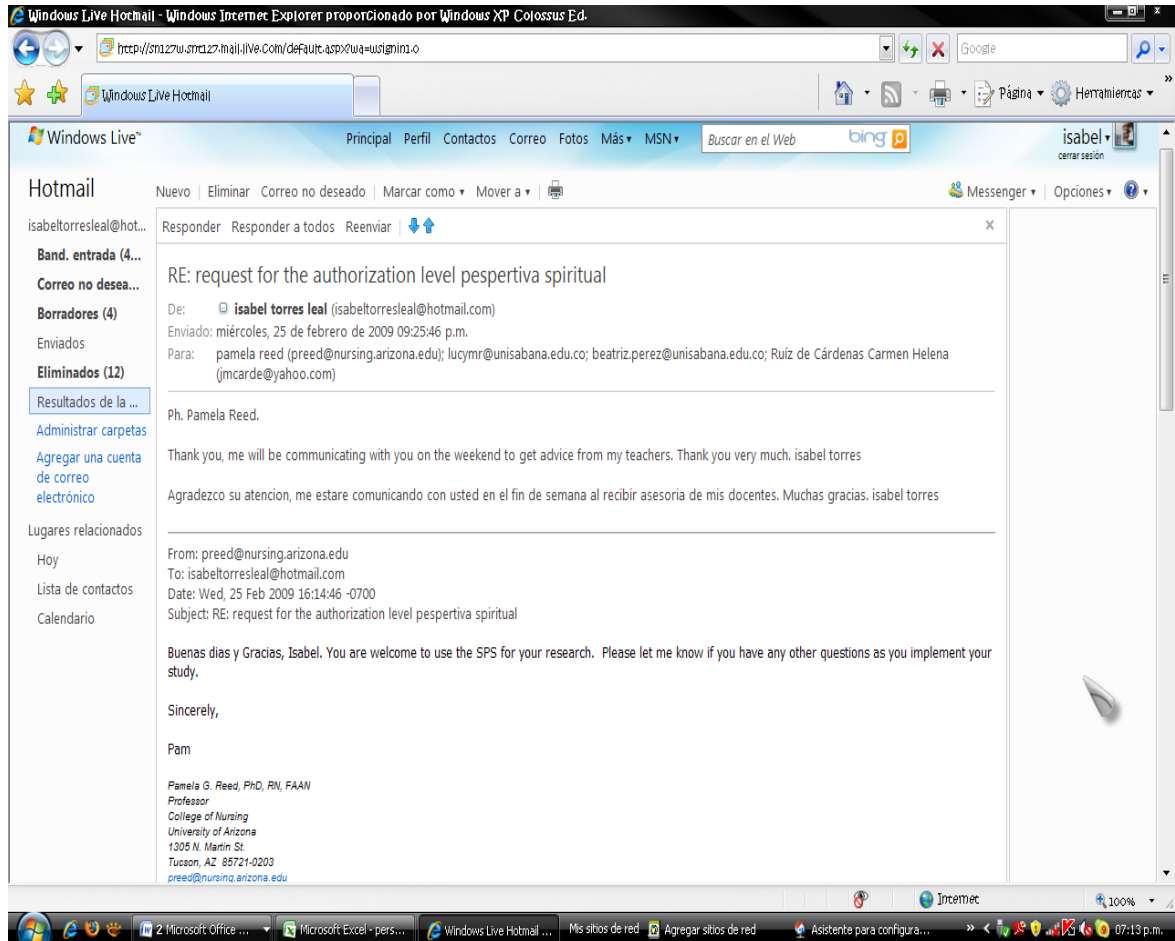 Windows Live Hotmail - Windows Internet Explorer proporcionado por Windows XP Colossus Ed.
http://sn127w.snt127.mail.live.com/default.aspx?wa=wsignin1.0
Google
Windows Live Hotmail
Página
Herramientas
»
Windows Live™
Principal Perfil Contactos Correo Fotos Más MSN
Buscar en el Web
bing
isabel
cerrar sesión
Hotmail
Nuevo | Eliminar Correo no deseado | Marcar como Mover a |
Messenger | Opciones
isabeltorresleal@hot...
Band. entrada (4...
Correo no desea...
Borradores (4)
Enviados
Eliminados (12)
Resultados de la ...
Administrar carpetas
Agregar una cuenta
de correo
electrónico
Lugares relacionados
Hoy
Lista de contactos
Calendario
Responder Responder a todos Reenviar |
RE: request for the authorization level pespertiva spiritual
De: isabel torres leal (isabeltorresleal@hotmail.com)
Enviado: miércoles, 25 de febrero de 2009 09:25:46 p.m.
Para: pamela reed (preed@nursing.arizona.edu); lucymr@unisabana.edu.co; beatriz.perez@unisabana.edu.co; Ruíz de Cárdenas Carmen Helena
(jmcarde@yahoo.com)
Ph. Pamela Reed.
Thank you, me will be communicating with you on the weekend to get advice from my teachers. Thank you very much. isabel torres
Agradezco su atencion, me estare comunicando con usted en el fin de semana al recibir asesoria de mis docentes. Muchas gracias. isabel torres
From: preed@nursing.arizona.edu
To: isabeltorresleal@hotmail.com
Date: Wed, 25 Feb 2009 16:14:46 -0700
Subject: RE: request for the authorization level pespertiva spiritual
Buenas dias y Gracias, Isabel. You are welcome to use the SPS for your research. Please let me know if you have any other questions as you implement your
study.
Sincerely,
Pam
Pamela G. Reed, PhD, RN, FAAN
Professor
College of Nursing
University of Arizona
1305 N. Martin St.
Tucson, AZ 85721-0203
preed@nursing.arizona.edu
Internet
100%
2 Microsoft Office ...
Microsoft Excel - pers...
Windows Live Hotmail ...
Mis sitios de red
Agregar sitios de red
Asistente para configura...
»
07:13 p.m.